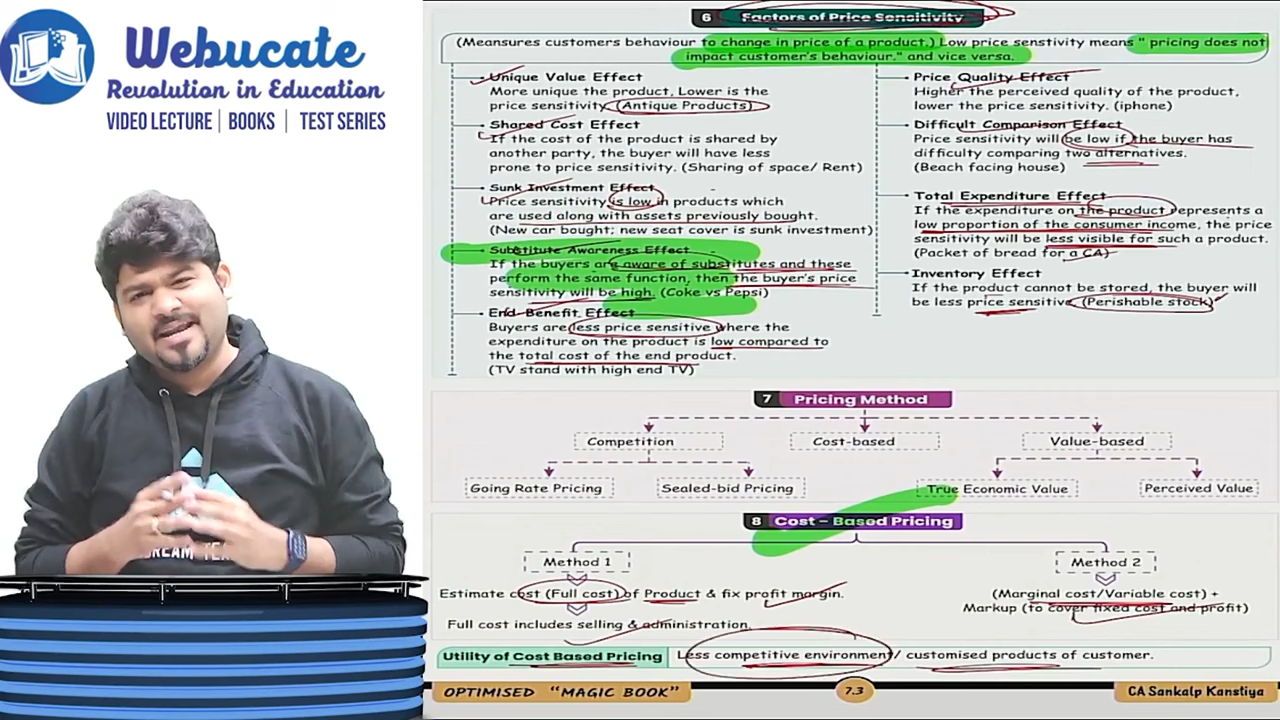 Webucate
Revolution in Education
VIDEO LECTURE | BOOKS | TEST SERIES
DREAM TEA
6 Factors of Price Sensitivity
(Meansures customers behaviour to change in price of a product.) Low price senstivity means " pricing does not
impact customer's behaviour." and vice versa.
Unique Value Effect
More unique the product, Lower is the
price sensitivity. (Antique Products)
Shared Cost Effect
If the cost of the product is shared by
another party, the buyer will have less
prone to price sensitivity. (Sharing of space/ Rent)
Sunk Investment Effect
Price sensitivity is low in products which
are used along with assets previously bought.
(New car bought; new seat cover is sunk investment)
Substitute Awareness Effect
If the buyers are aware of substitutes and these
perform the same function, then the buyer's price
sensitivity will be high. (Coke vs Pepsi)
End Benefit Effect
Buyers are less price sensitive where the
expenditure on the product is low compared to
the total cost of the end product.
(TV stand with high end TV)
Price Quality Effect
Higher the perceived quality of the product,
lower the price sensitivity. (iphone)
Difficult Comparison Effect
Price sensitivity will be low if the buyer has
difficulty comparing two alternatives.
(Beach facing house)
Total Expenditure Effect
If the expenditure on the product represents a
low proportion of the consumer income, the price
sensitivity will be less visible for such a product.
(Packet of bread for a CA)
Inventory Effect
If the product cannot be stored, the buyer will
be less price sensitive. (Perishable stock)
7 Pricing Method
Competition
Cost-based
Value-based
Going Rate Pricing
Sealed-bid Pricing
True Economic Value
Perceived Value
8 Cost - Based Pricing
Method 1
Method 2
Estimate cost (Full cost) of Product & fix profit margin.
Full cost includes selling & administration.
(Marginal cost/Variable cost) +
Markup (to cover fixed cost and profit)
Utility of Cost Based Pricing
Less competitive environment/ customised products of customer.
OPTIMISED "MAGIC BOOK"
7.3
CA Sankalp Kanstiya